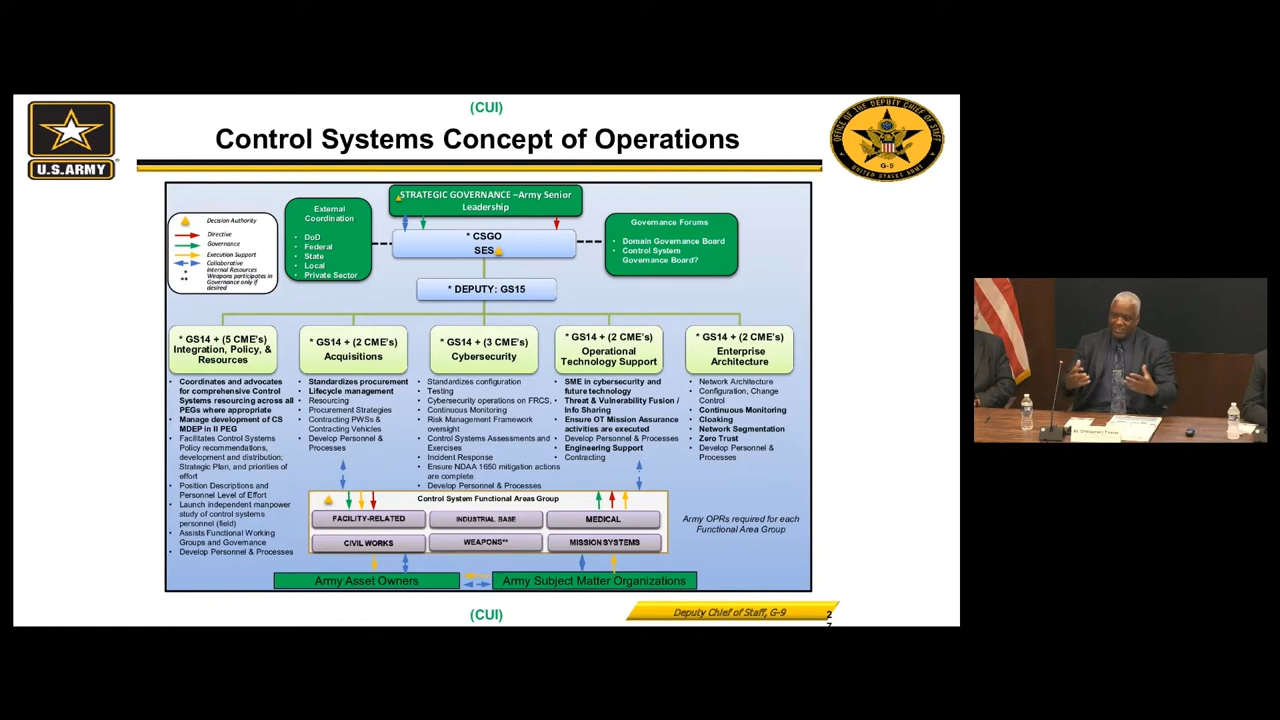 (CUI)
Control Systems Concept of Operations
U.S.ARMY
OFFICE OF THE DEPUTY CHIEF OF STAFF
G-9
UNITED STATES ARMY
Decision Authority
Directive
Governance
Execution Support
Collaborative
* Internal Resources
** Weapons participates in
Governance only if
desired
External
Coordination
• DoD
• Federal
• State
• Local
• Private Sector
STRATEGIC GOVERNANCE –Army Senior
Leadership
* CSGO
SES
* DEPUTY: GS15
Governance Forums
• Domain Governance Board
• Control System
Governance Board?
* GS14 + (5 CME's)
Integration, Policy, &
Resources
• Coordinates and advocates
for comprehensive Control
Systems resourcing across all
PEGs where appropriate
• Manage development of CS
MDEP in II PEG
• Facilitates Control Systems
Policy recommendations,
development and distribution;
Strategic Plan, and priorities of
effort
• Position Descriptions and
Personnel Level of Effort
• Launch independent manpower
study of control systems
personnel (field)
• Assists Functional Working
Groups and Governance
• Develop Personnel & Processes
* GS14 + (2 CME's)
Acquisitions
• Standardizes procurement
• Lifecycle management
• Resourcing
• Procurement Strategies
• Contracting PWSs &
Contracting Vehicles
• Develop Personnel &
Processes
* GS14 + (3 CME's)
Cybersecurity
• Standardizes configuration
• Testing
• Cybersecurity operations on FRCS,
• Continuous Monitoring
• Risk Management Framework
oversight
• Control Systems Assessments and
Exercises
• Incident Response
• Ensure NDAA 1650 mitigation actions
are complete
• Develop Personnel & Processes
* GS14 + (2 CME's)
Operational
Technology Support
• SME in cybersecurity and
future technology
• Threat & Vulnerability Fusion /
Info Sharing
• Ensure OT Mission Assurance
activities are executed
• Develop Personnel & Processes
• Engineering Support
• Contracting
* GS14 + (2 CME's)
Enterprise
Architecture
• Network Architecture
• Configuration, Change
Control
• Continuous Monitoring
• Cloaking
• Network Segmentation
• Zero Trust
• Develop Personnel &
Processes
Control System Functional Areas Group
FACILITY-RELATED
INDUSTRIAL BASE
MEDICAL
CIVIL WORKS
WEAPONS**
MISSION SYSTEMS
Army OPRs required for each
Functional Area Group
Army Asset Owners
Army Subject Matter Organizations
(CUI)
Deputy Chief of Staff, G-9
2